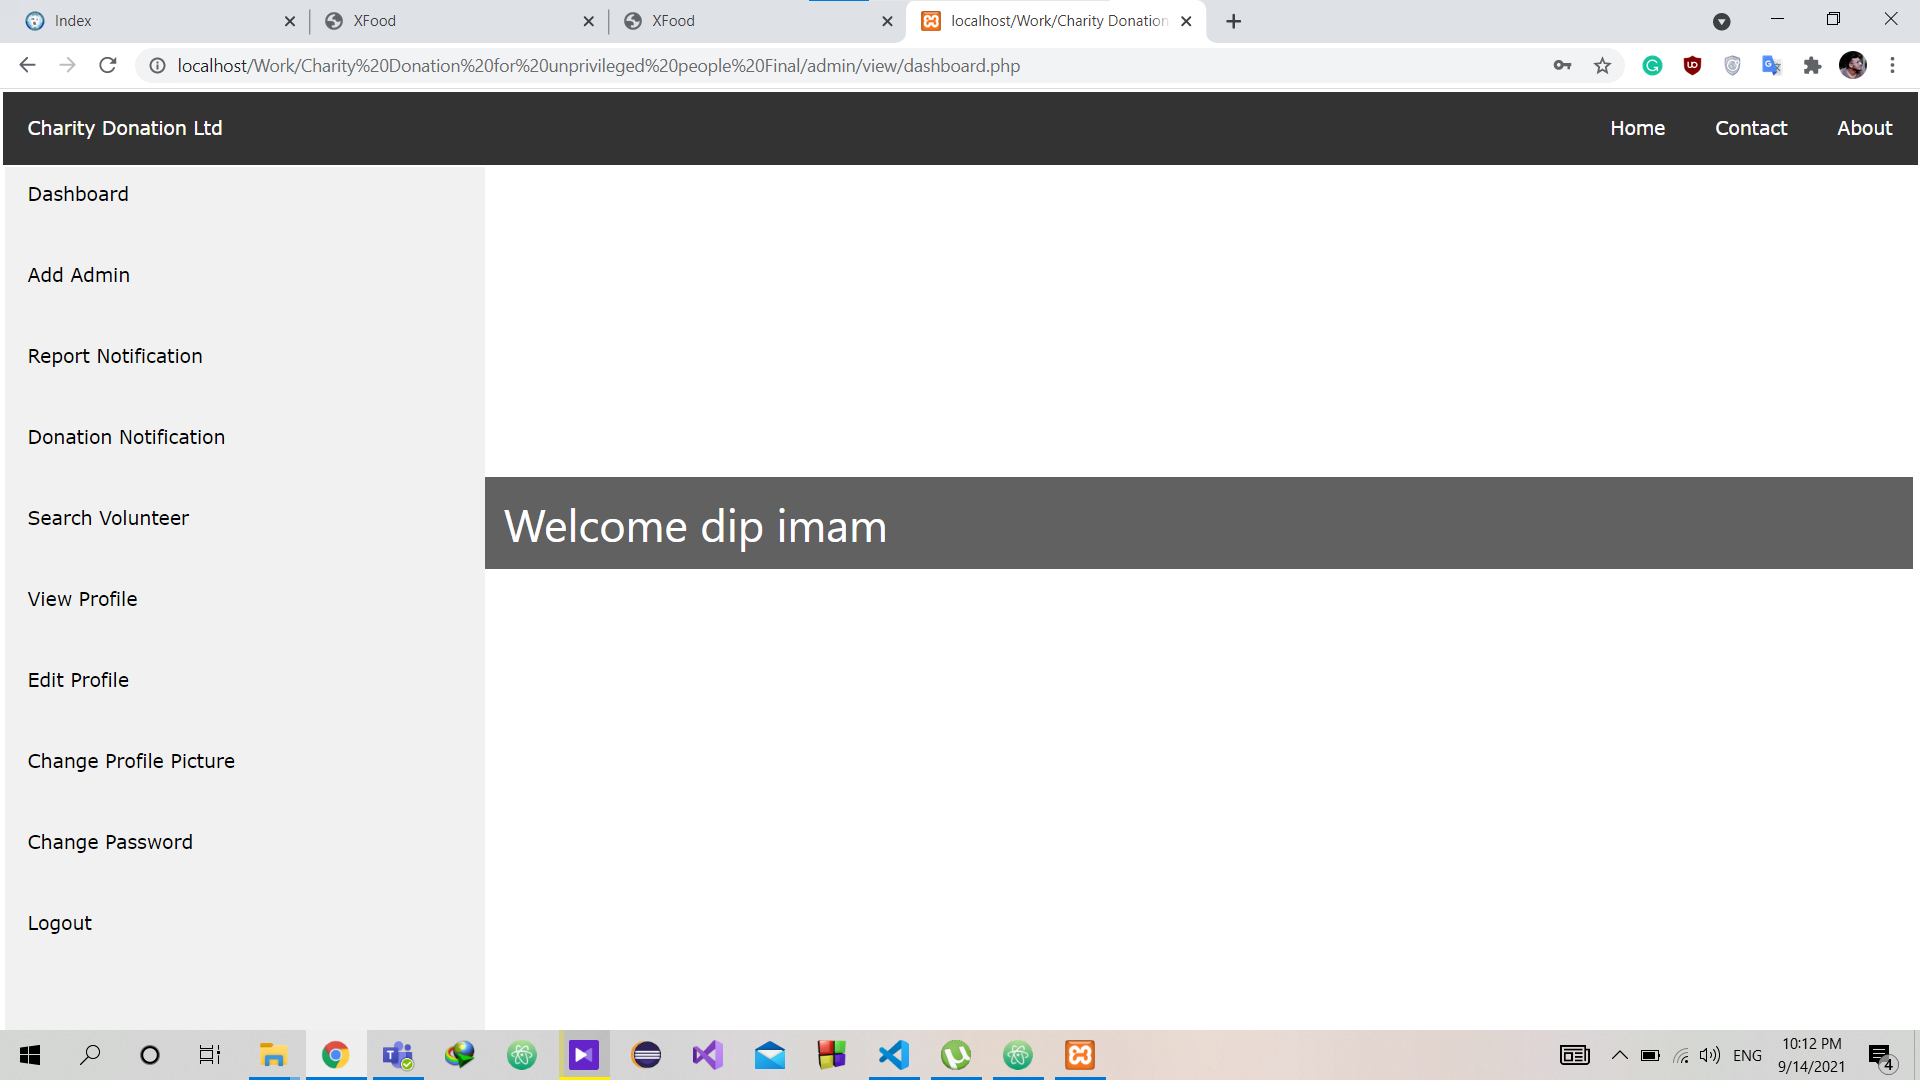 Index
XFood
XFood
localhost/Work/Charity Donation
localhost/Work/Charity%20Donation%20for%20unprivileged%20people%20Final/admin/view/dashboard.php
Charity Donation Ltd
Home
Contact
About
Dashboard
Add Admin
Report Notification
Donation Notification
Search Volunteer
Welcome dip imam
View Profile
Edit Profile
Change Profile Picture
Change Password
Logout
ENG
10:12 PM
9/14/2021
4